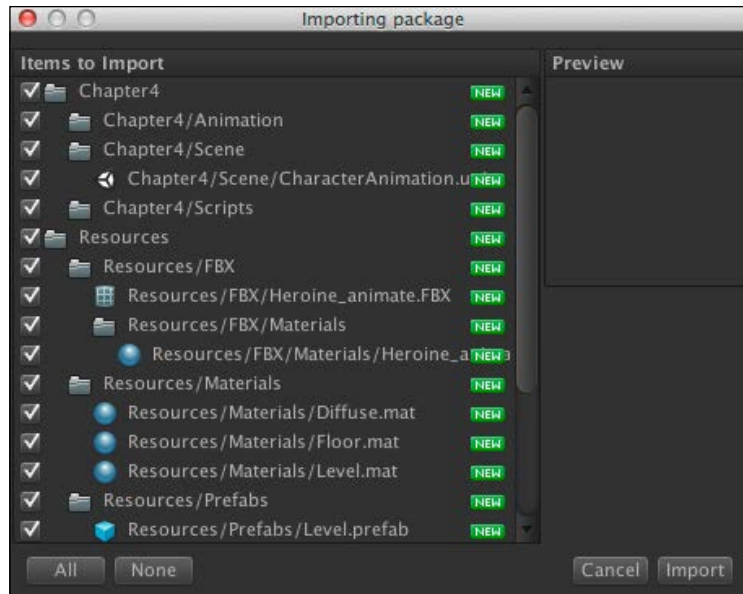 Importing package
Items to Import
Preview
Chapter4 NEW
Chapter4/Animation NEW
Chapter4/Scene NEW
Chapter4/Scene/CharacterAnimation.u NEW
Chapter4/Scripts NEW
Resources NEW
Resources/FBX NEW
Resources/FBX/Heroine_animate.FBX NEW
Resources/FBX/Materials NEW
Resources/FBX/Materials/Heroine_a NEW
Resources/Materials NEW
Resources/Materials/Diffuse.mat NEW
Resources/Materials/Floor.mat NEW
Resources/Materials/Level.mat NEW
Resources/Prefabs NEW
Resources/Prefabs/Level.prefab NEW
All None Cancel Import